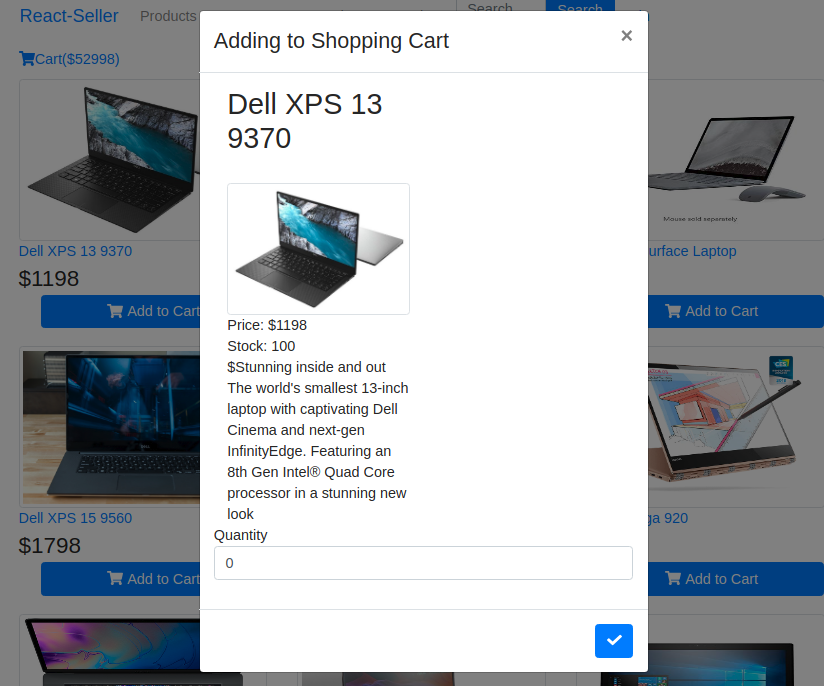 React-Seller Products Search Search
Adding to Shopping Cart ×
Cart($52998)
Dell XPS 13
9370
Mouse sold separately.
Dell XPS 13 9370
urface Laptop
$1198
Add to Cart
Add to Cart
Price: $1198
Stock: 100
$Stunning inside and out
The world's smallest 13-inch
laptop with captivating Dell
Cinema and next-gen
InfinityEdge. Featuring an
8th Gen Intel® Quad Core
processor in a stunning new
look
Dell XPS 15 9560
ga 920
Quantity
$1798
0
Add to Cart
Add to Cart